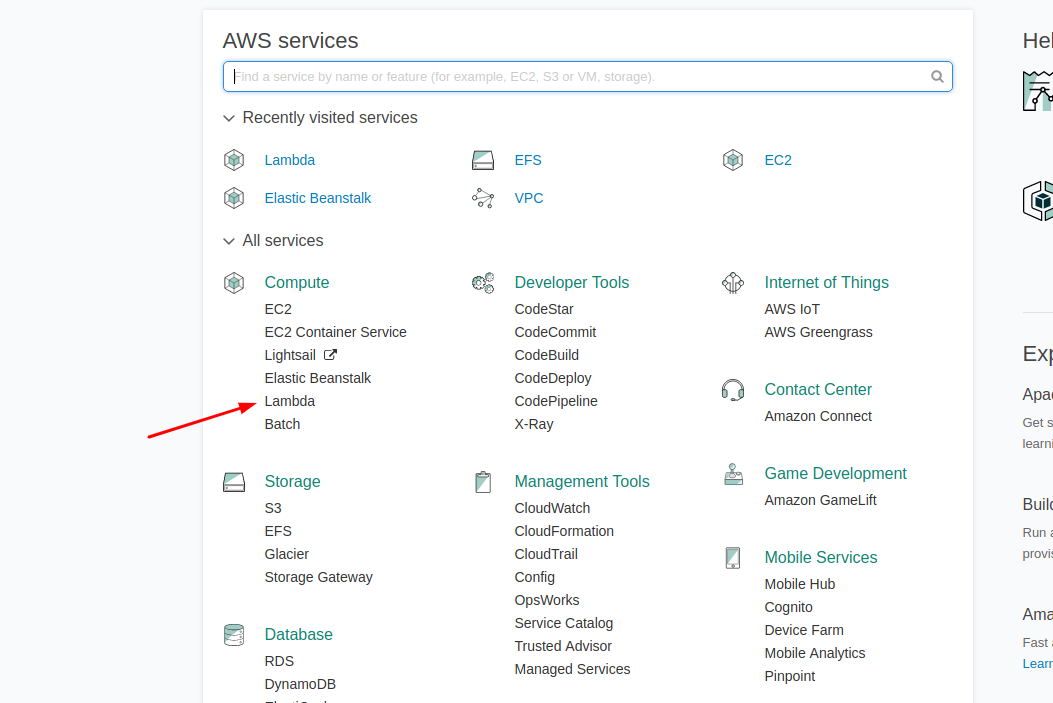 AWS services
Find a service by name or feature (for example, EC2, S3 or VM, storage).
Recently visited services
Lambda
EFS
EC2
Elastic Beanstalk
VPC
All services
Compute
EC2
EC2 Container Service
Lightsail
Elastic Beanstalk
Lambda
Batch
Storage
S3
EFS
Glacier
Storage Gateway
Database
RDS
DynamoDB
Developer Tools
CodeStar
CodeCommit
CodeBuild
CodeDeploy
CodePipeline
X-Ray
Management Tools
CloudWatch
CloudFormation
CloudTrail
Config
OpsWorks
Service Catalog
Trusted Advisor
Managed Services
Internet of Things
AWS IoT
AWS Greengrass
Contact Center
Amazon Connect
Game Development
Amazon GameLift
Mobile Services
Mobile Hub
Cognito
Device Farm
Mobile Analytics
Pinpoint
Hel
Exp
Apa
Get s
learni
Build
Run a
provis
Ama
Fast a
Learn